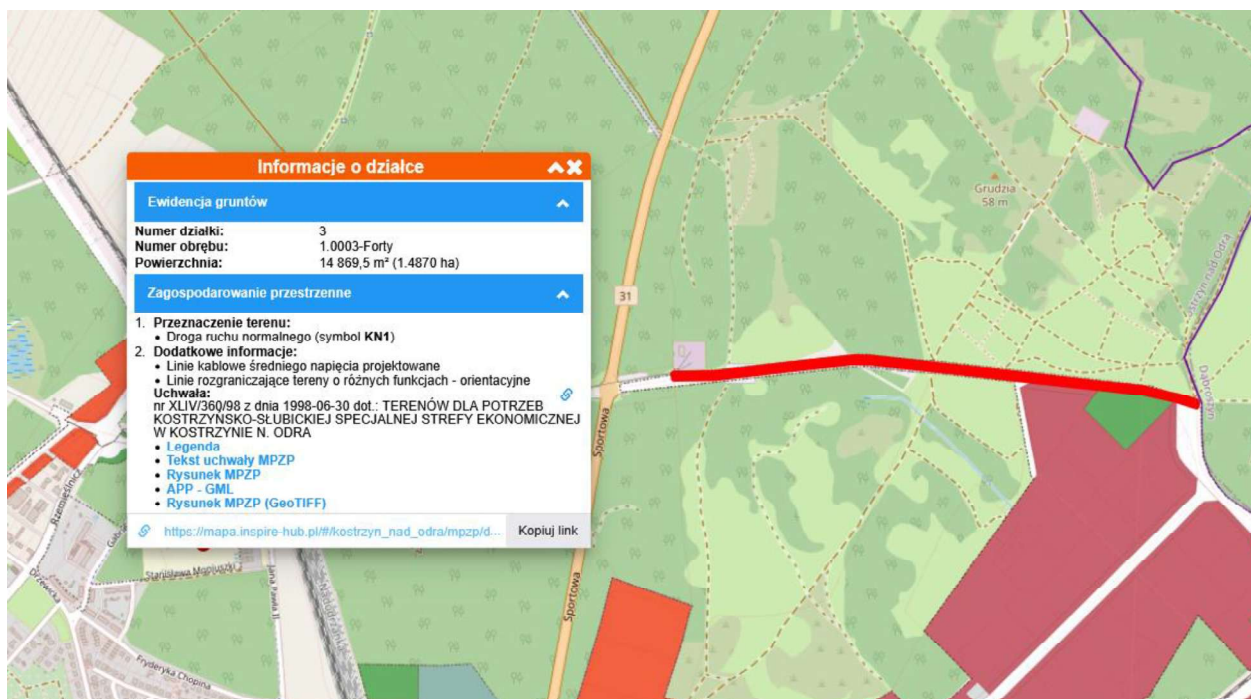 Informacje o działce
Ewidencja gruntów
Numer działki: 3
Numer obrębu: 1.0003-Forty
Powierzchnia: 14 869,5 m² (1.4870 ha)
Zagospodarowanie przestrzenne
1. Przeznaczenie terenu:
• Droga ruchu normalnego (symbol KN1)
2. Dodatkowe informacje:
• Linie kablowe średniego napięcia projektowane
• Linie rozgraniczające tereny o różnych funkcjach - orientacyjne
Uchwała:
nr XLIV/360/98 z dnia 1998-06-30 dot.: TERENÓW DLA POTRZEB
KOSTRZYNSKO-SŁUBICKIEJ SPECJALNEJ STREFY EKONOMICZNEJ
W KOSTRZYNIE N. ODRA
• Legenda
• Tekst uchwały MPZP
• Rysunek MPZP
• APP - GML
• Rysunek MPZP (GeoTIFF)
https://mapa.inspire-hub.pl/#/kostrzyn_nad_odra/mpzp/d... Kopiuj link
Grudzia
58 m
31
Sportowa
Sportowa
Dąbroszyn
Stanisława Moniuszki
Jana Pawła II
Drzewicka
Fryderyka Chopina